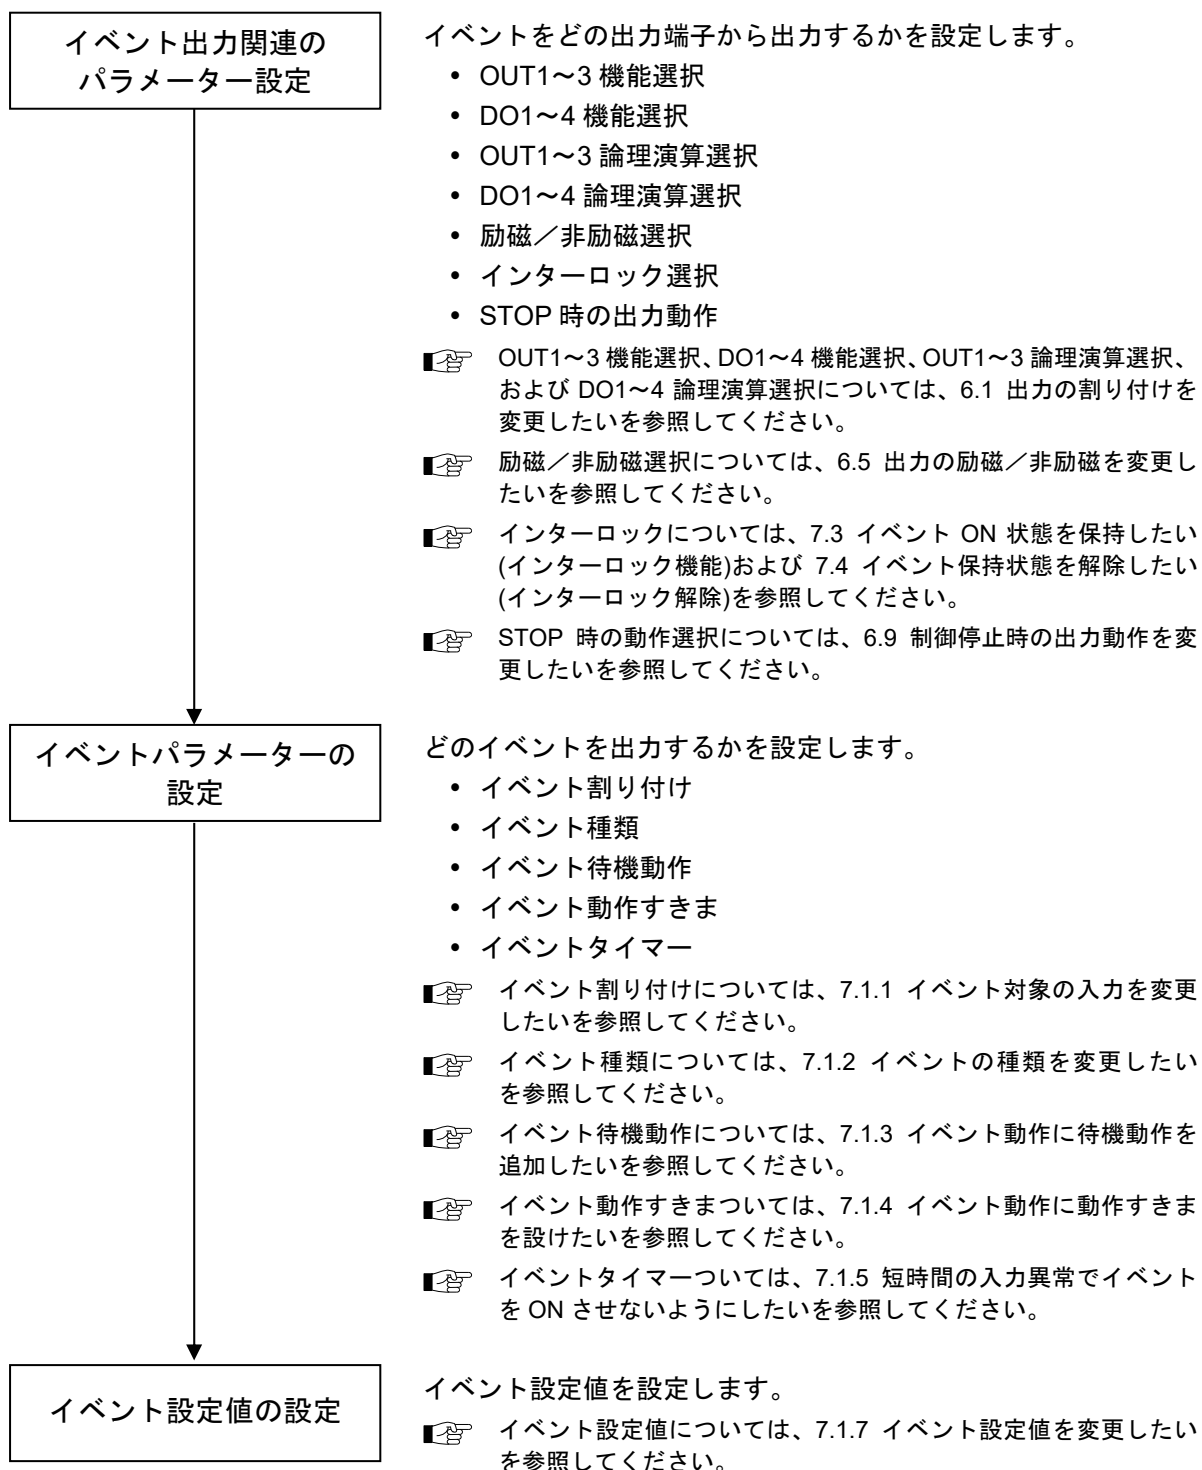 イベント出力関連の
パラメーター設定
イベントをどの出力端子から出力するかを設定します。
• OUT1～3 機能選択
• DO1～4 機能選択
• OUT1～3 論理演算選択
• DO1～4 論理演算選択
• 励磁／非励磁選択
• インターロック選択
• STOP 時の出力動作
OUT1～3 機能選択、DO1～4 機能選択、OUT1～3 論理演算選択、
および DO1～4 論理演算選択については、6.1 出力の割り付けを
変更したいを参照してください。
励磁／非励磁選択については、6.5 出力の励磁／非励磁を変更し
たいを参照してください。
インターロックについては、7.3 イベント ON 状態を保持したい
(インターロック機能)および 7.4 イベント保持状態を解除したい
(インターロック解除)を参照してください。
STOP 時の動作選択については、6.9 制御停止時の出力動作を変
更したいを参照してください。
イベントパラメーターの
設定
どのイベントを出力するかを設定します。
• イベント割り付け
• イベント種類
• イベント待機動作
• イベント動作すきま
• イベントタイマー
イベント割り付けについては、7.1.1 イベント対象の入力を変更
したいを参照してください。
イベント種類については、7.1.2 イベントの種類を変更したい
を参照してください。
イベント待機動作については、7.1.3 イベント動作に待機動作を
追加したいを参照してください。
イベント動作すきまついては、7.1.4 イベント動作に動作すきま
を設けたいを参照してください。
イベントタイマーついては、7.1.5 短時間の入力異常でイベント
を ON させないようにしたいを参照してください。
イベント設定値の設定
イベント設定値を設定します。
イベント設定値については、7.1.7 イベント設定値を変更したい
を参照してください。